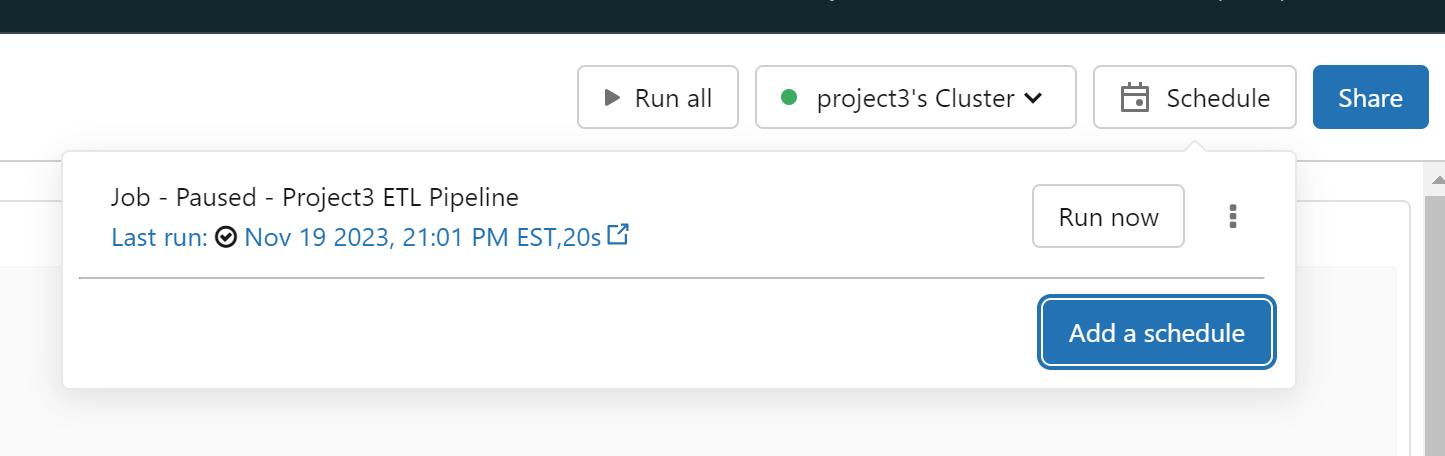 Run all
project3's Cluster
Schedule
Share
Job - Paused - Project3 ETL Pipeline
Last run: Nov 19 2023, 21:01 PM EST,20s
Run now
Add a schedule